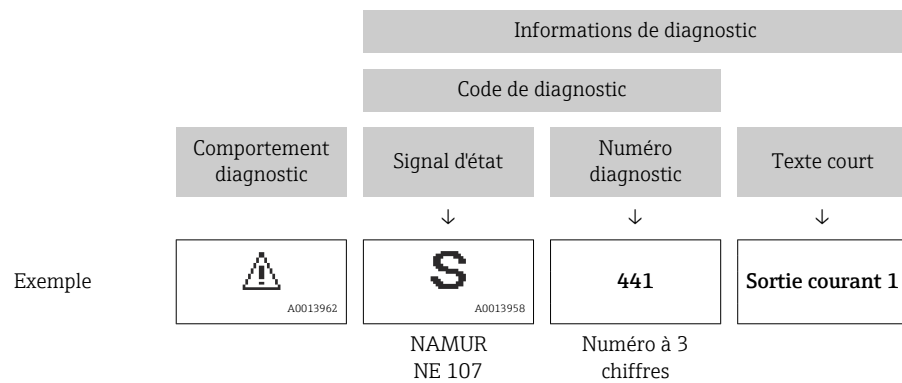 Informations de diagnostic
Code de diagnostic
Comportement
diagnostic
Signal d'état
Numéro
diagnostic
Texte court
↓ ↓ ↓
Exemple
A0013962
S
A0013958
441
Sortie courant 1
NAMUR
NE 107
Numéro à 3
chiffres